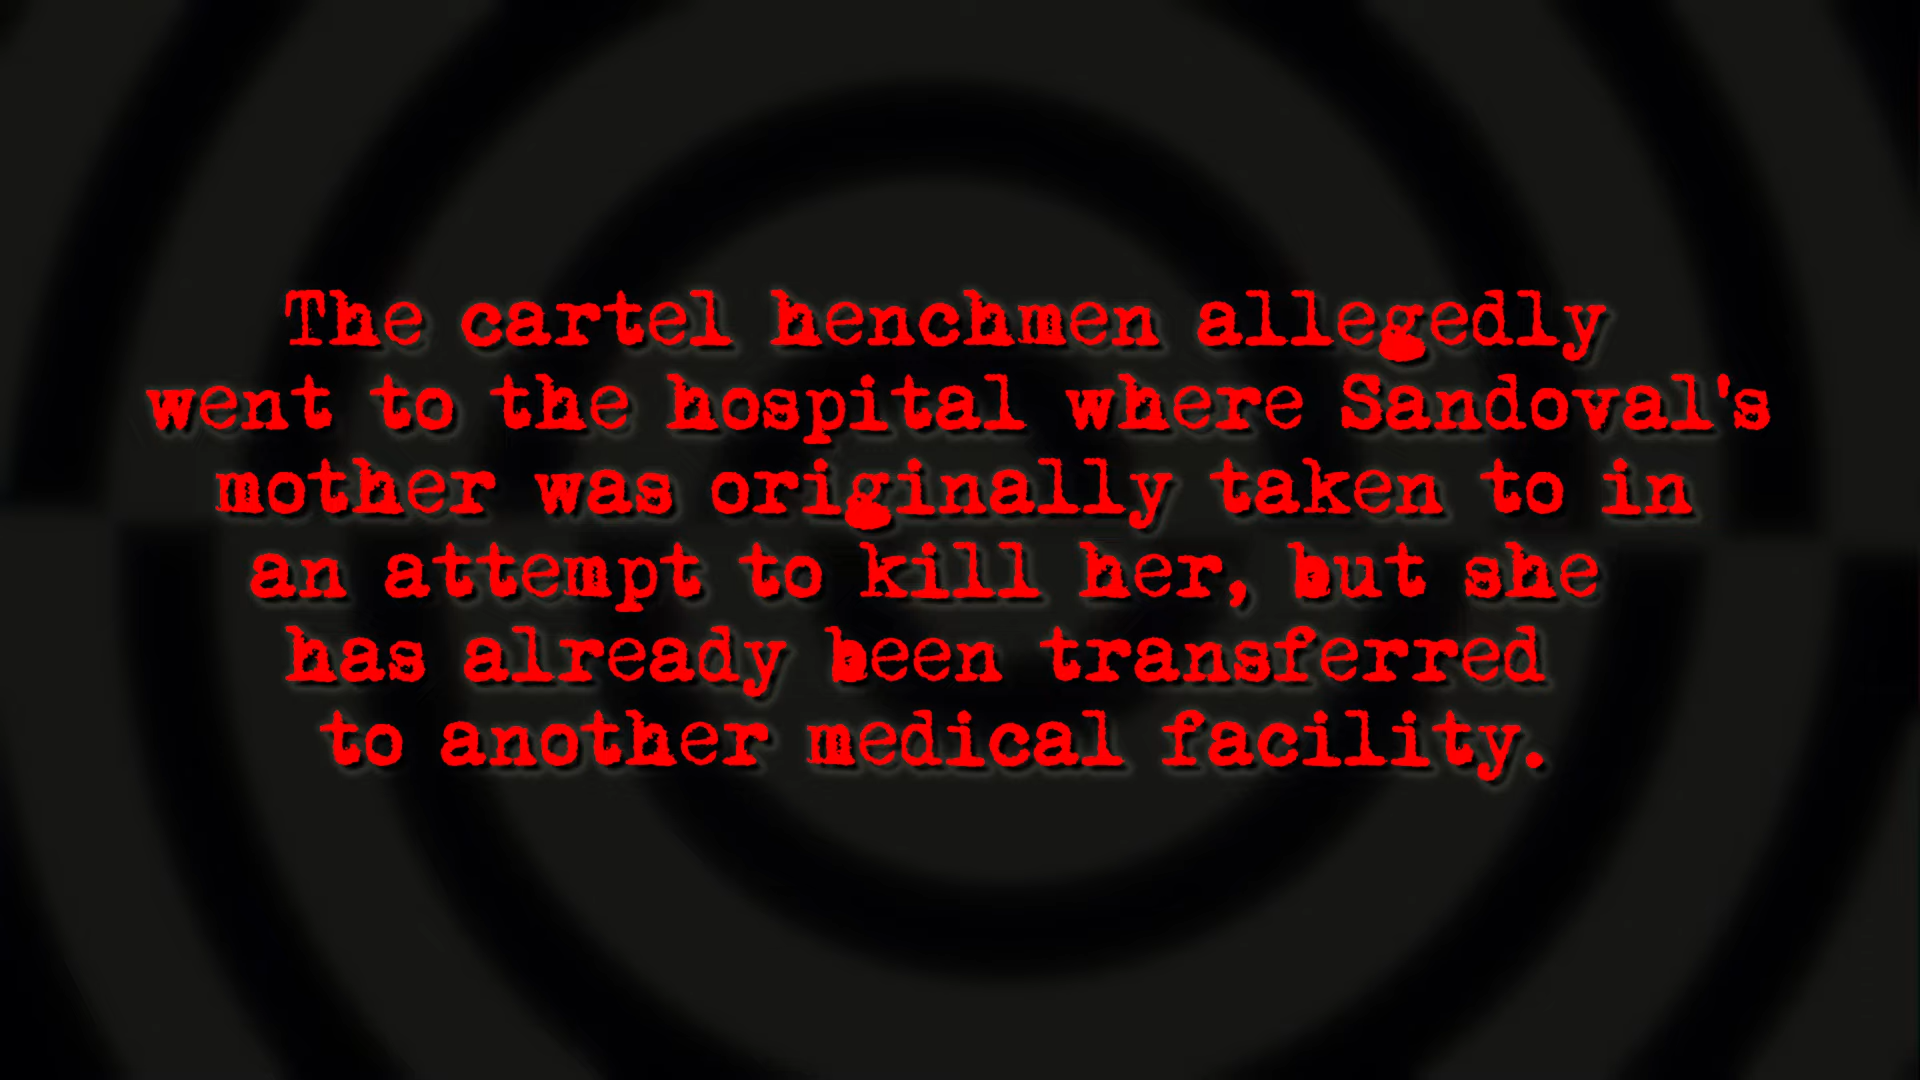 The cartel henchmen allegedly
went to the hospital where Sandoval's
mother was originally taken to in
an attempt to kill her, but she
has already been transferred
to another medical facility.